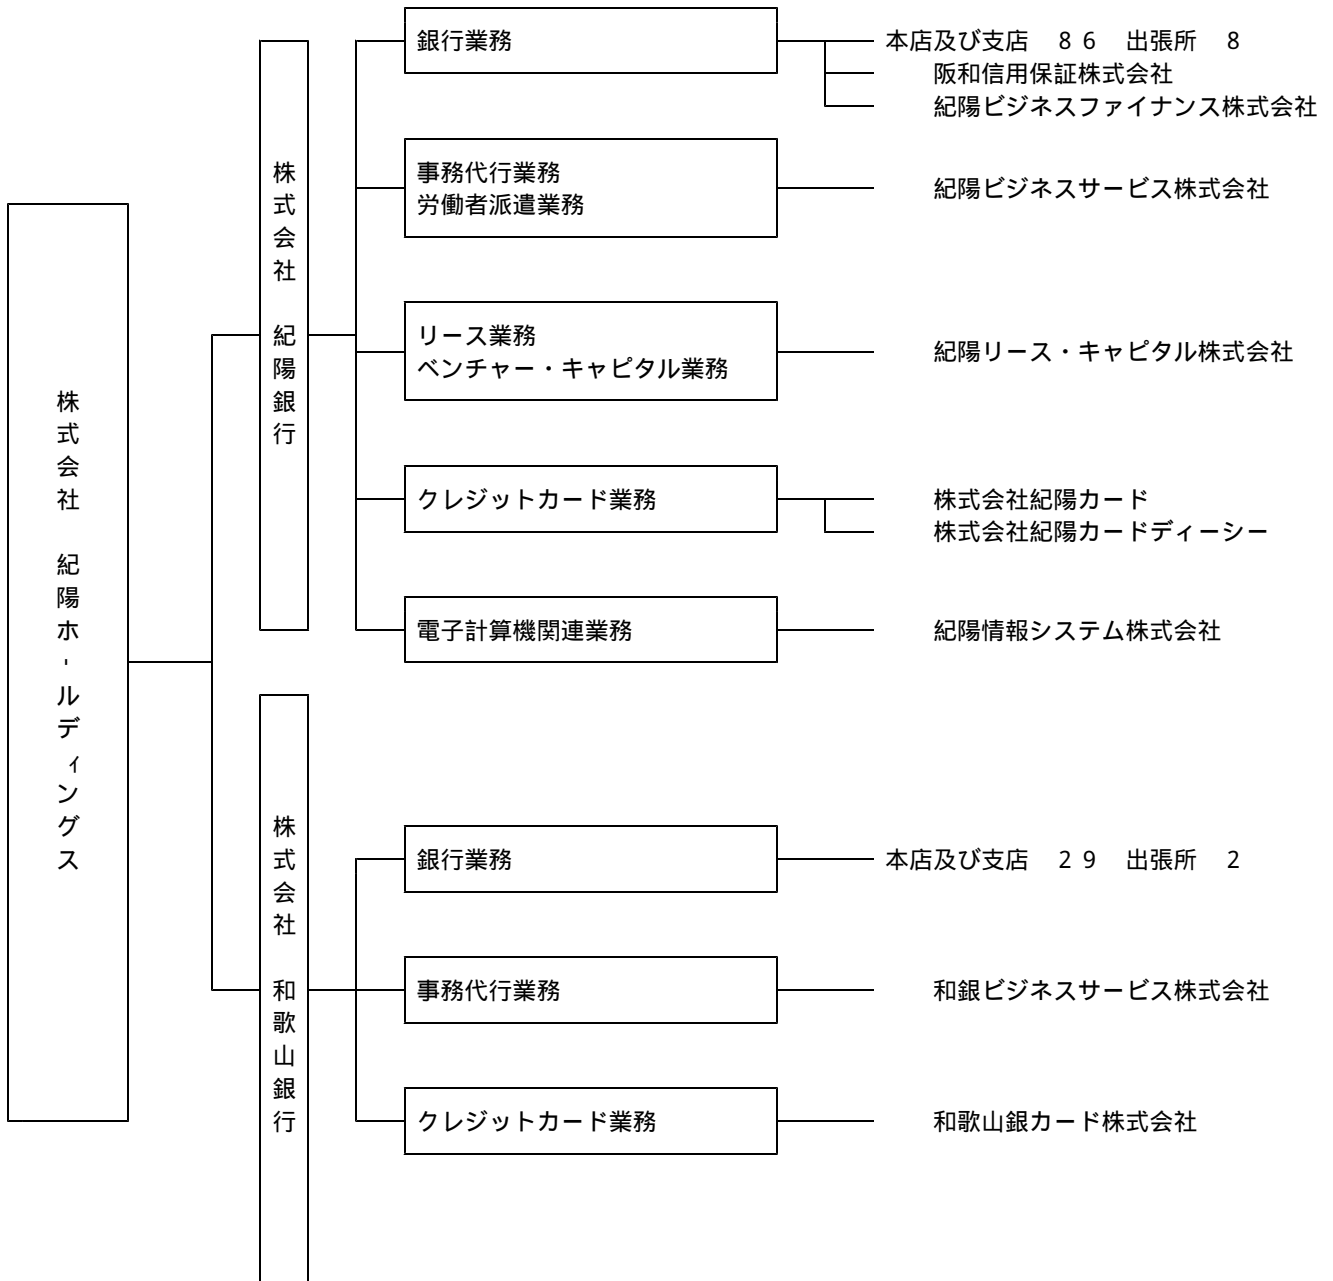 株式会社　紀陽ホ-ルディングス
株式会社　紀陽銀行
銀行業務
本店及び支店　８６　出張所　８
阪和信用保証株式会社
紀陽ビジネスファイナンス株式会社
事務代行業務
労働者派遣業務
紀陽ビジネスサービス株式会社
リース業務
ベンチャー・キャピタル業務
紀陽リース・キャピタル株式会社
クレジットカード業務
株式会社紀陽カード
株式会社紀陽カードディーシー
電子計算機関連業務
紀陽情報システム株式会社
株式会社　和歌山銀行
銀行業務
本店及び支店　２９　出張所　２
事務代行業務
和銀ビジネスサービス株式会社
クレジットカード業務
和歌山銀カード株式会社